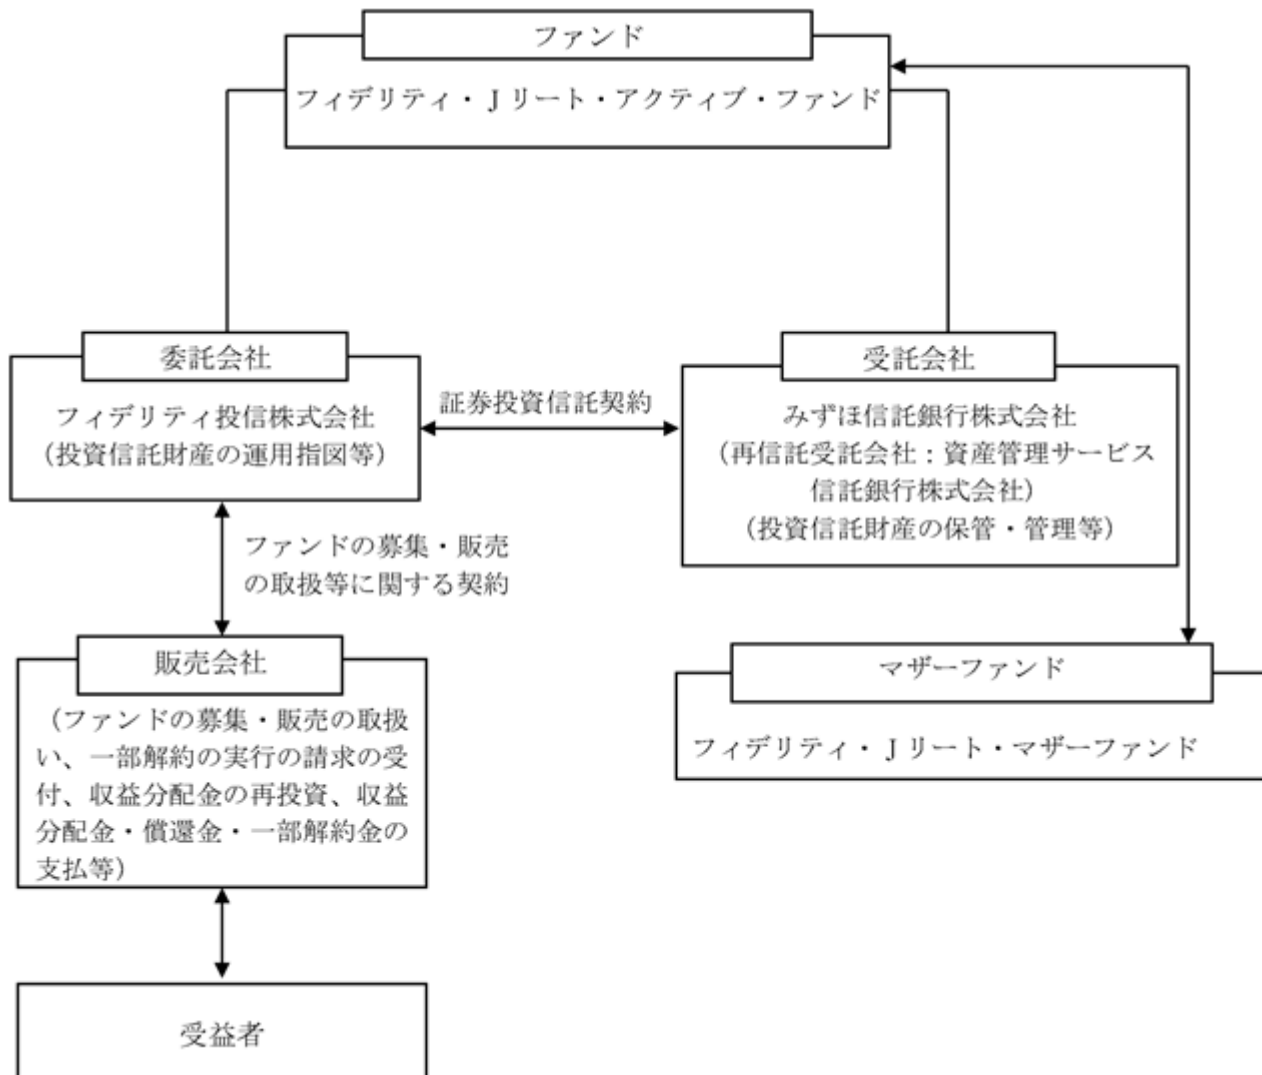 ファンド
フィデリティ・Ｊリート・アクティブ・ファンド
委託会社
フィデリティ投信株式会社
（投資信託財産の運用指図等）
証券投資信託契約
受託会社
みずほ信託銀行株式会社
（再信託受託会社：資産管理サービス
信託銀行株式会社）
（投資信託財産の保管・管理等）
ファンドの募集・販売
の取扱等に関する契約
販売会社
（ファンドの募集・販売の取扱
い、一部解約の実行の請求の受
付、収益分配金の再投資、収益
分配金・償還金・一部解約金の
支払等）
マザーファンド
フィデリティ・Ｊリート・マザーファンド
受益者